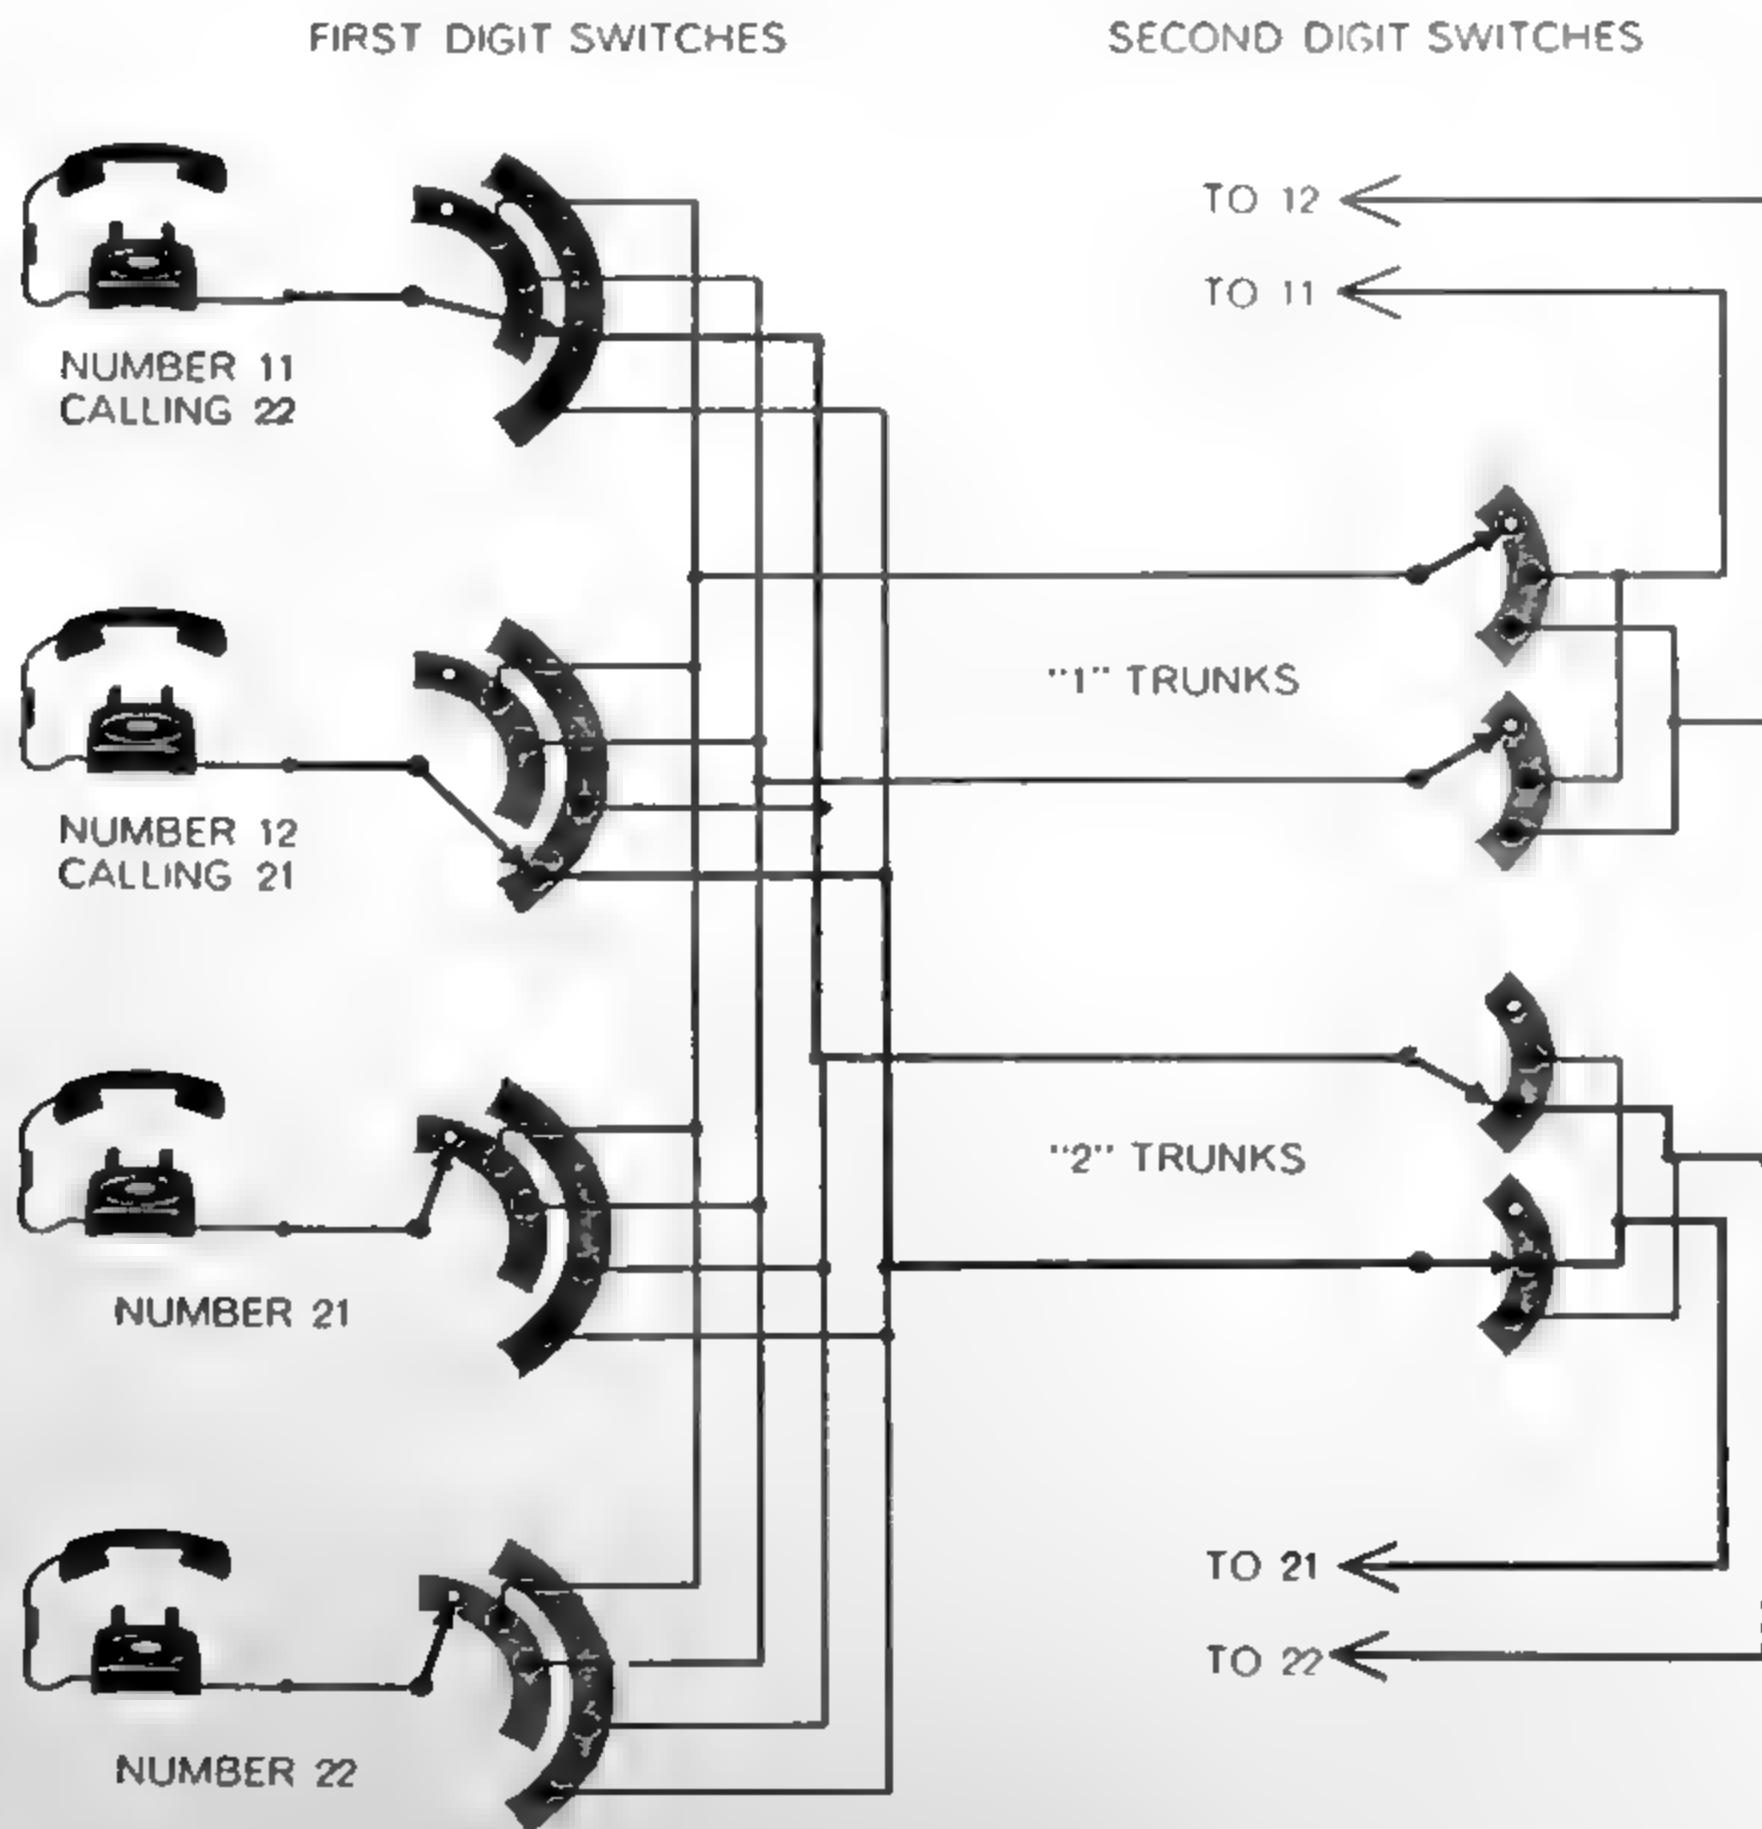 FIRST DIGIT SWITCHES
SECOND DIGIT SWITCHES
TO 12
TO 11
NUMBER 11
CALLING 22
"1" TRUNKS
NUMBER 12
CALLING 21
"2" TRUNKS
NUMBER 21
TO 21
TO 22
NUMBER 22